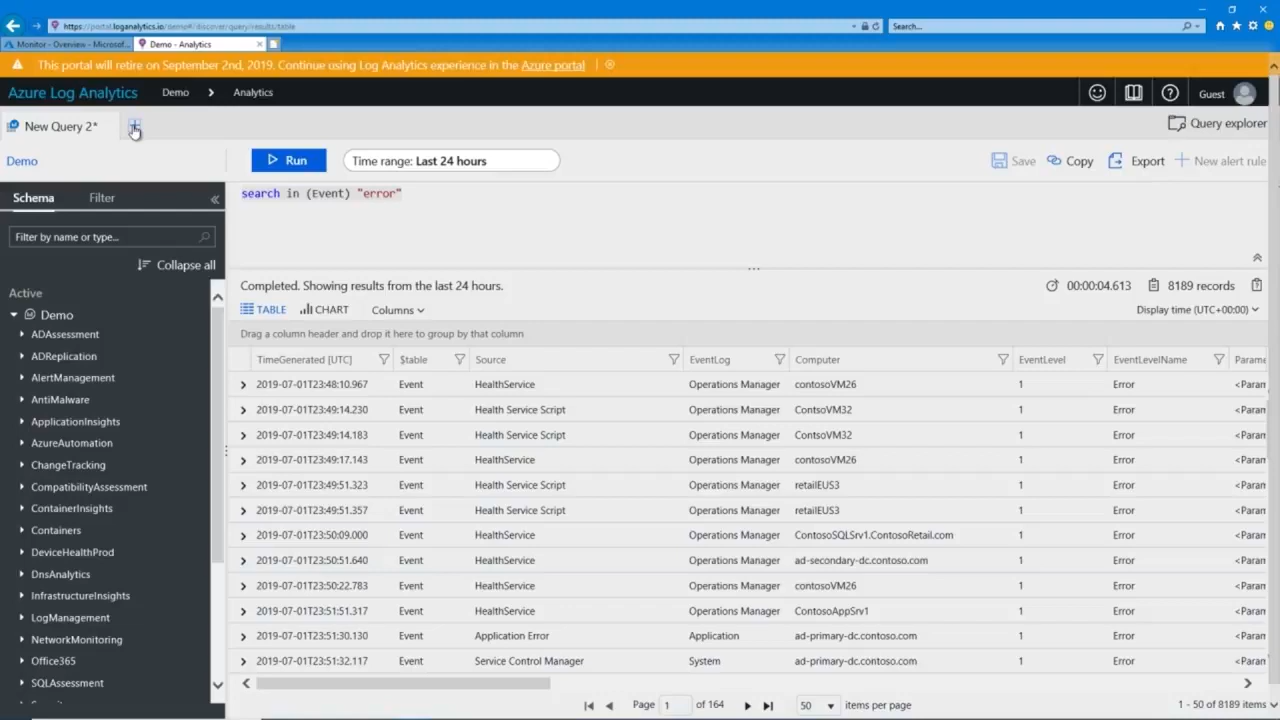 https://portal.loganalytics.io/demo#/discover/query/results/table
Search...
Monitor - Overview - Microsof...
Demo - Analytics
This portal will retire on September 2nd, 2019. Continue using Log Analytics experience in the Azure portal
Azure Log Analytics Demo > Analytics Guest
New Query 2* Query explorer
Demo Run Time range: Last 24 hours Save Copy Export New alert rule
Schema Filter
search in (Event) "error"
Filter by name or type...
Collapse all
Completed. Showing results from the last 24 hours. 00:00:04.613 8189 records
TABLE CHART Columns Display time (UTC+00:00)
Drag a column header and drop it here to group by that column
TimeGenerated [UTC] $table Source EventLog Computer EventLevel EventLevelName Parame
2019-07-01T23:48:10.967 Event HealthService Operations Manager contosoVM26 1 Error <Param
2019-07-01T23:49:14.230 Event Health Service Script Operations Manager ContsoVM32 1 Error <Param
2019-07-01T23:49:14.183 Event Health Service Script Operations Manager ContsoVM32 1 Error <Param
2019-07-01T23:49:17.143 Event HealthService Operations Manager contosoVM26 1 Error <Param
2019-07-01T23:49:51.323 Event Health Service Script Operations Manager retailEUS3 1 Error <Param
2019-07-01T23:49:51.357 Event Health Service Script Operations Manager retailEUS3 1 Error <Param
2019-07-01T23:50:09.000 Event HealthService Operations Manager ContosoSQLSrv1.ContosoRetail.com 1 Error <Param
2019-07-01T23:50:51.640 Event HealthService Operations Manager ad-secondary-dc.contoso.com 1 Error <Param
2019-07-01T23:50:22.783 Event HealthService Operations Manager contosoVM26 1 Error <Param
2019-07-01T23:51:51.317 Event HealthService Operations Manager ContosoAppSrv1 1 Error <Param
2019-07-01T23:51:30.130 Event Application Error Application ad-primary-dc.contoso.com 1 Error <Param
2019-07-01T23:51:32.117 Event Service Control Manager System ad-primary-dc.contoso.com 1 Error <Param
Active
Demo
ADAssessment
ADReplication
AlertManagement
AntiMalware
ApplicationInsights
AzureAutomation
ChangeTracking
CompatibilityAssessment
ContainerInsights
Containers
DeviceHealthProd
DnsAnalytics
InfrastructureInsights
LogManagement
NetworkMonitoring
Office365
SQLAssessment
Page 1 of 164 50 items per page 1 - 50 of 8189 items